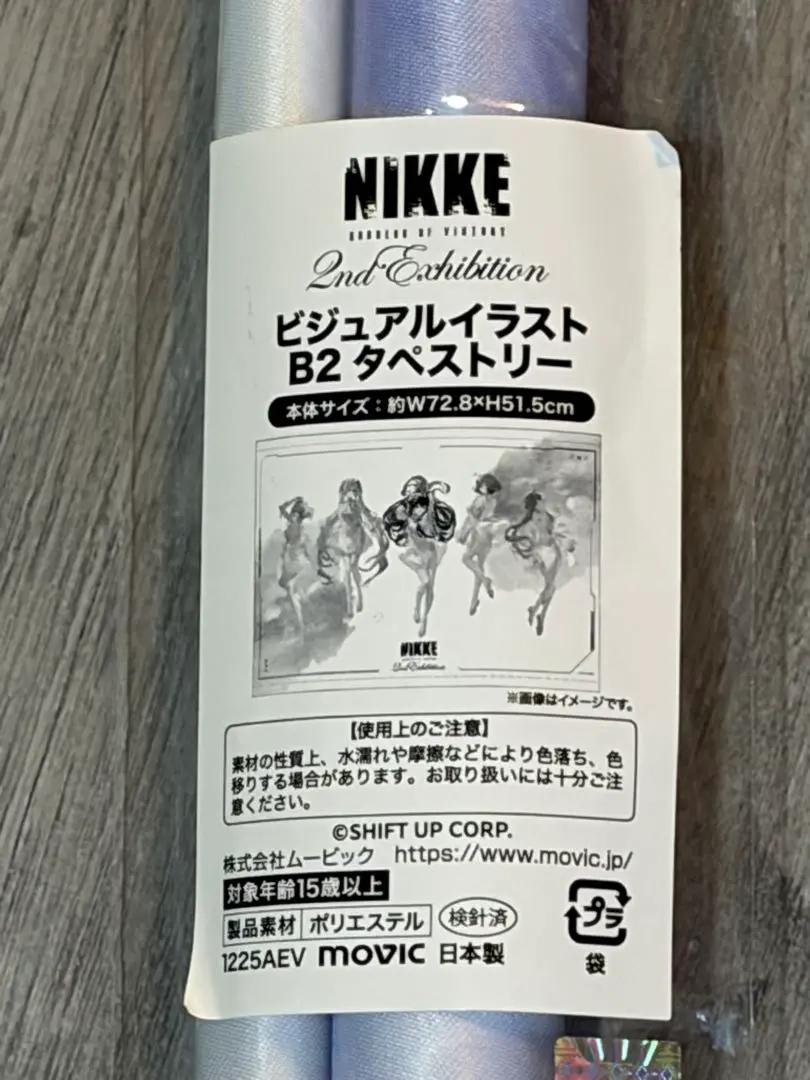 NIKKE
GODDESS OF VICTORY
2nd Exhibition
ビジュアルイラスト
B2 タペストリー
本体サイズ：約W72.8×H51.5cm
NIKKE
2nd Exhibition
※画像はイメージです。
【使用上のご注意】
素材の性質上、水濡れや摩擦などにより色落ち、色
移りする場合があります。お取り扱いには十分ご注
意ください。
©SHIFT UP CORP.
株式会社ムービック https://www.movic.jp/
対象年齢15歳以上
製品素材 ポリエステル 検針済
1225AEV movic 日本製
プラ
袋